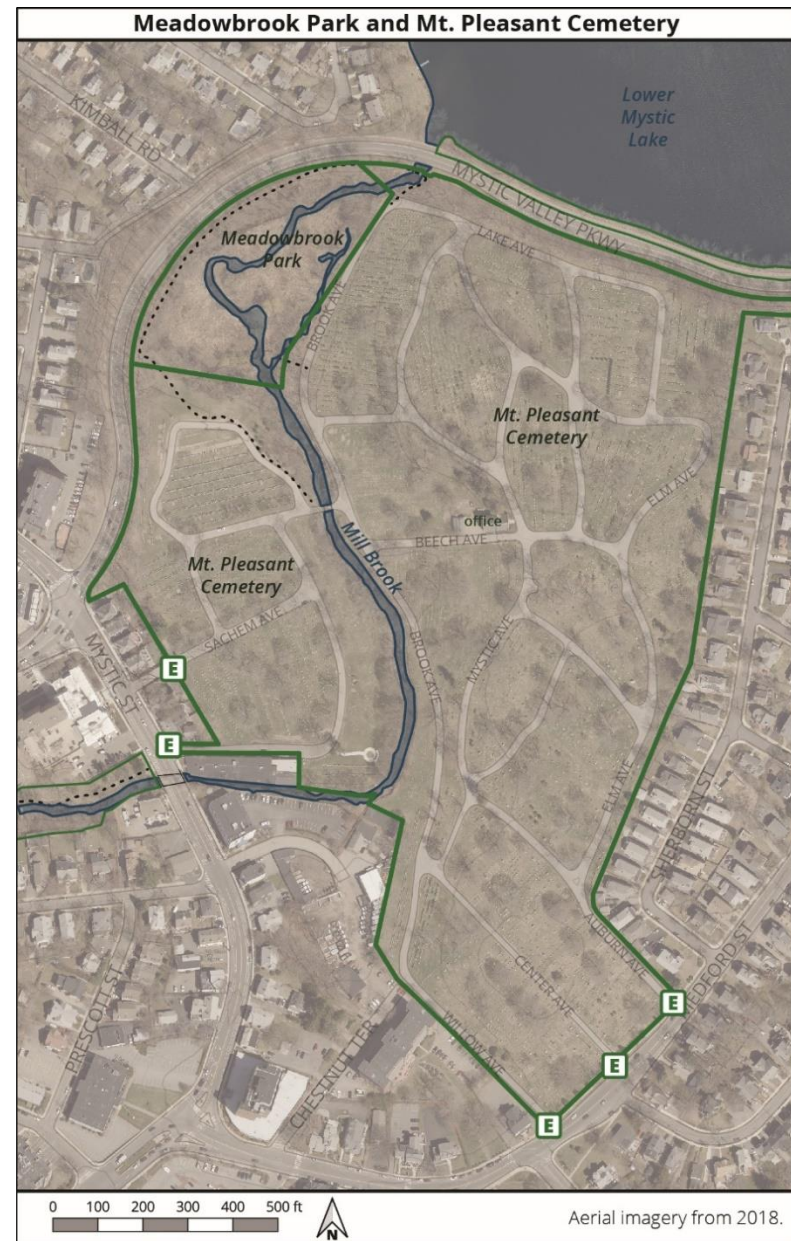 Meadowbrook Park and Mt. Pleasant Cemetery
Lower
Mystic
Lake
KIMBALL RD
MYSTIC VALLEY PKWY
LAKE AVE
Meadowbrook
Park
BROOK AVE
Mt. Pleasant
Cemetery
ELM AVE
office
BEECH AVE
Mill Brook
Mt. Pleasant
Cemetery
SACHEM AVE
MYSTIC AVE
BROOK AVE
MYSTIC ST
E
E
ELM AVE
SHERBORN ST
AUBURN AVE
MEDFORD ST
CENTER AVE
WILLOW AVE
PRESCOTT ST
CHESTNUT TER
E
E
E
0 100 200 300 400 500 ft
N
Aerial imagery from 2018.